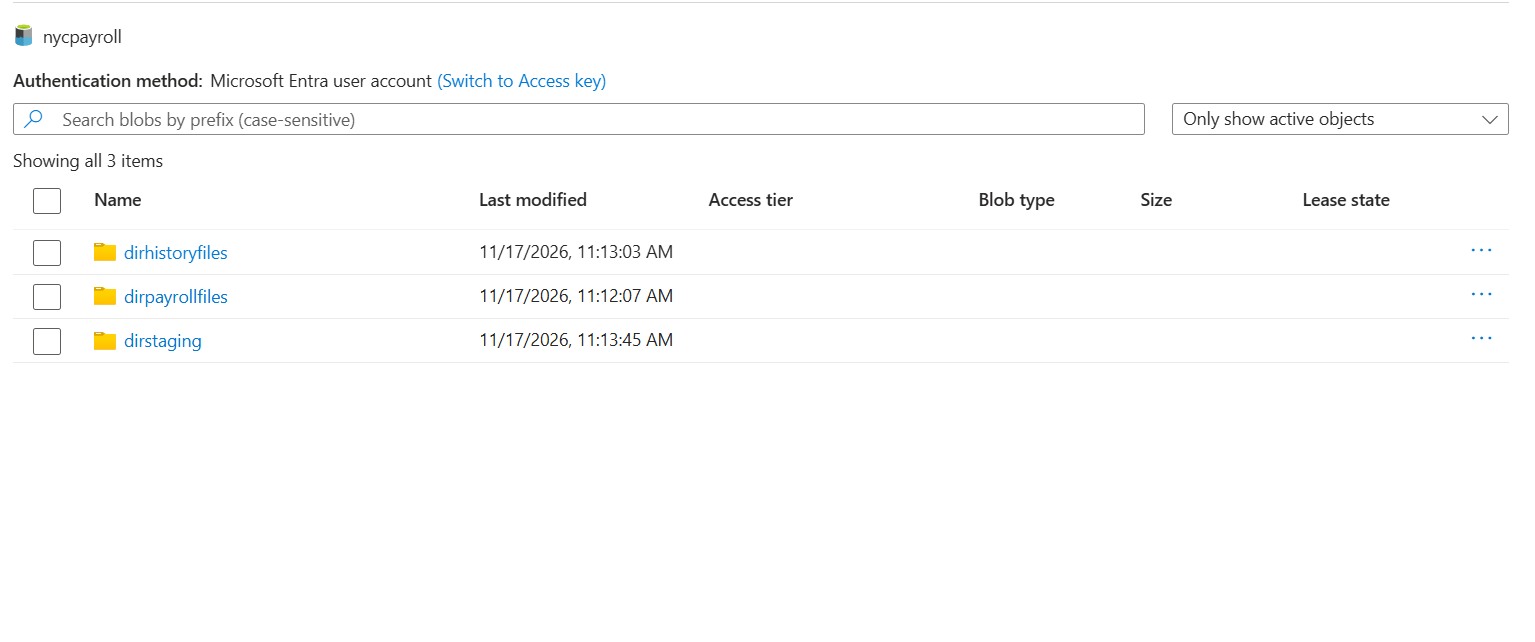 nycpayroll
Authentication method: Microsoft Entra user account (Switch to Access key)
Search blobs by prefix (case-sensitive)
Only show active objects
Showing all 3 items
Name Last modified Access tier Blob type Size Lease state
dirhistoryfiles 11/17/2026, 11:13:03 AM ...
dirpayrollfiles 11/17/2026, 11:12:07 AM ...
dirstaging 11/17/2026, 11:13:45 AM ...